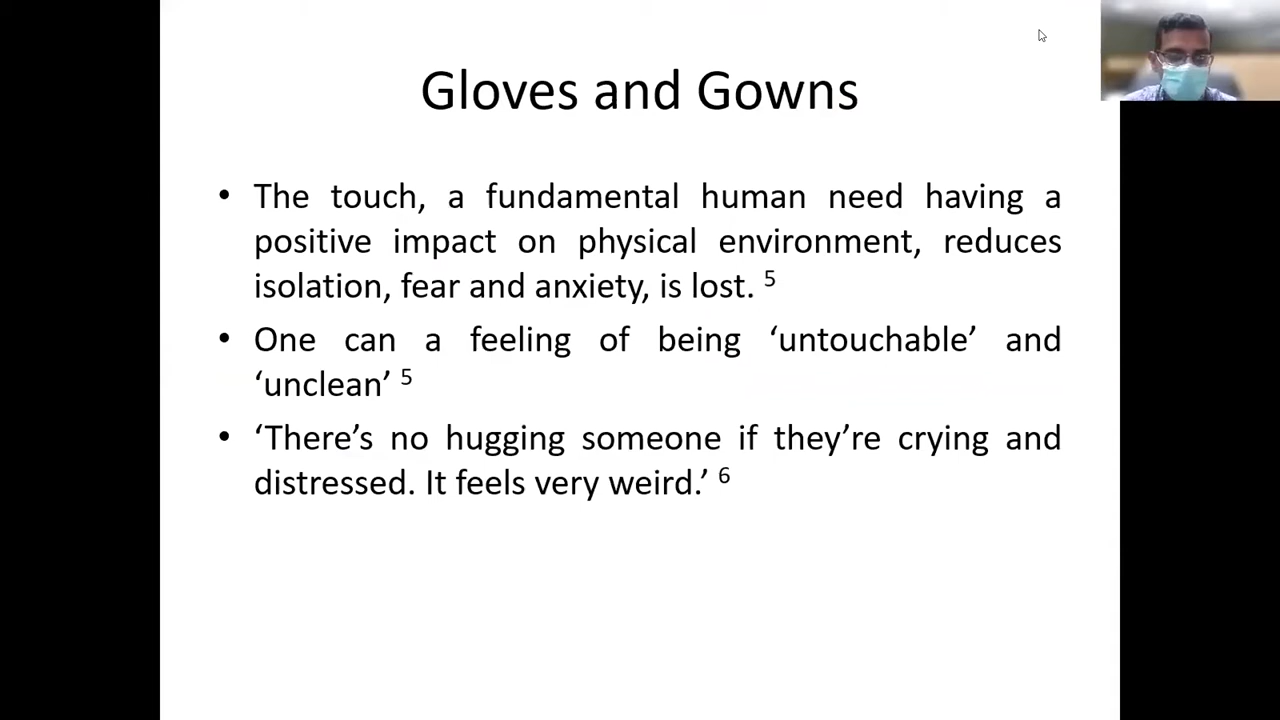 Gloves and Gowns
• The touch, a fundamental human need having a
positive impact on physical environment, reduces
isolation, fear and anxiety, is lost. 5
• One can a feeling of being ‘untouchable’ and
‘unclean’ 5
• ‘There’s no hugging someone if they’re crying and
distressed. It feels very weird.’ 6